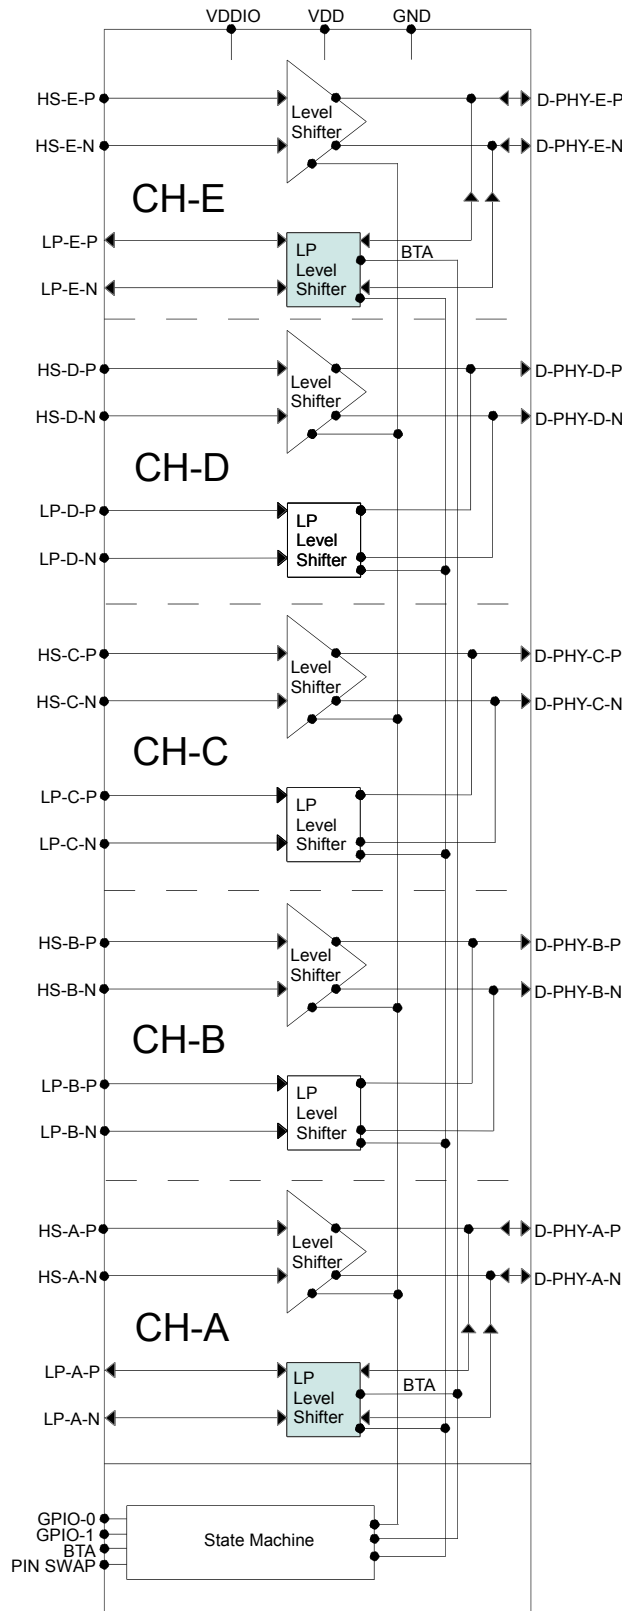 VDDIO VDD GND
HS-E-P
Level
Shifter
D-PHY-E-P
HS-E-N
D-PHY-E-N
CH-E
LP-E-P
LP
Level
Shifter
BTA
LP-E-N
HS-D-P
Level
Shifter
D-PHY-D-P
HS-D-N
D-PHY-D-N
CH-D
LP-D-P
LP
Level
Shifter
LP-D-N
HS-C-P
Level
Shifter
D-PHY-C-P
HS-C-N
D-PHY-C-N
CH-C
LP-C-P
LP
Level
Shifter
LP-C-N
HS-B-P
Level
Shifter
D-PHY-B-P
HS-B-N
D-PHY-B-N
CH-B
LP-B-P
LP
Level
Shifter
LP-B-N
HS-A-P
Level
Shifter
D-PHY-A-P
HS-A-N
D-PHY-A-N
CH-A
LP-A-P
LP
Level
Shifter
BTA
LP-A-N
GPIO-0
GPIO-1
BTA
PIN SWAP
State Machine